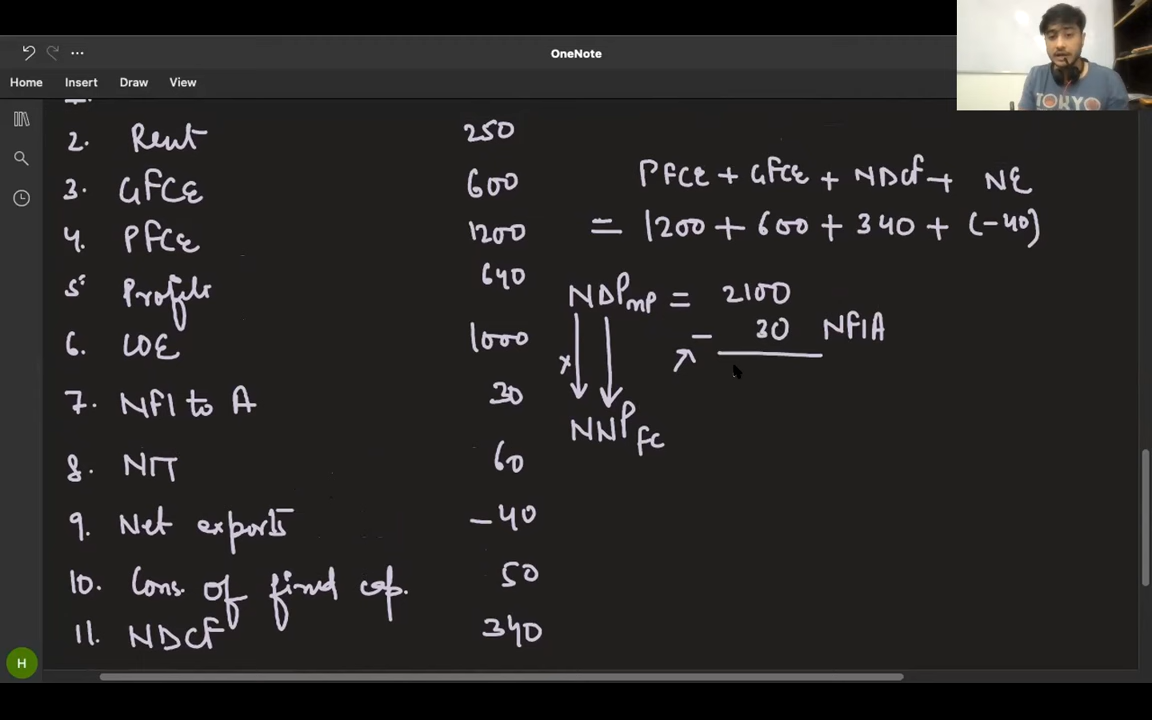 OneNote
Home Insert Draw View
2. Rent 250
3. GFCE 600
4. PFCE 1200
5. Profits 640
6. COE 1000
7. NFI to A 30
8. NIT 60
9. Net exports -40
10. Cons. of fixed cap. 50
11. NDCF 340
PFCE + GFCE + NDCF + NE
= 1200 + 600 + 340 + (-40)
NDPMP = 2100
- 30 NFIA
x
NNPFC
TOKYO
H